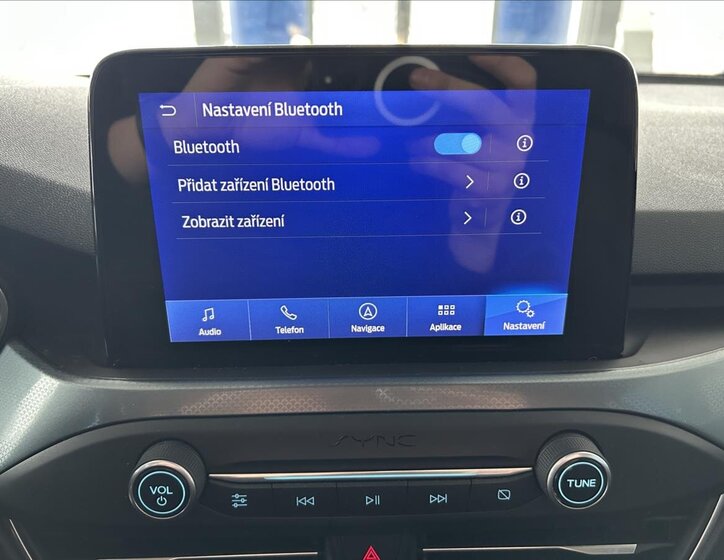 Nastavení Bluetooth
Bluetooth
Přidat zařízení Bluetooth
Zobrazit zařízení
Audio
Telefon
Navigace
Aplikace
Nastavení
SYNC
VOL
TUNE